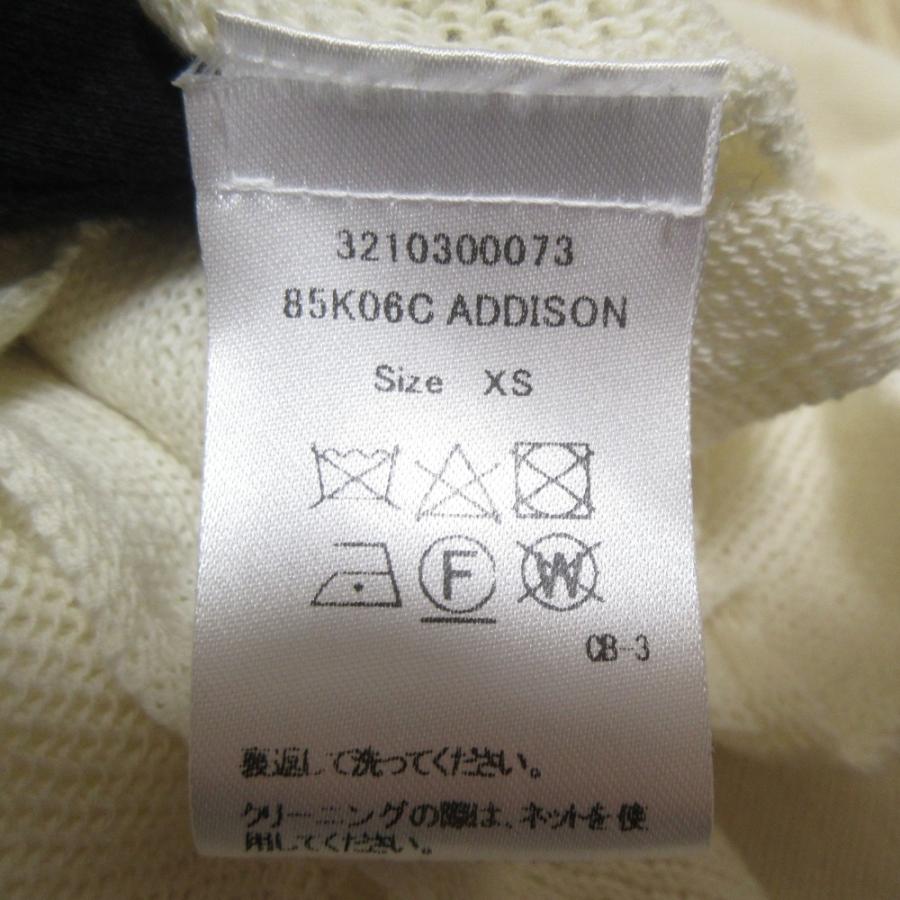 3210300073
85K06C ADDISON
Size XS
F W
CB-3
裏返して洗ってください。
クリーニングの際は、ネットを使
用してください。